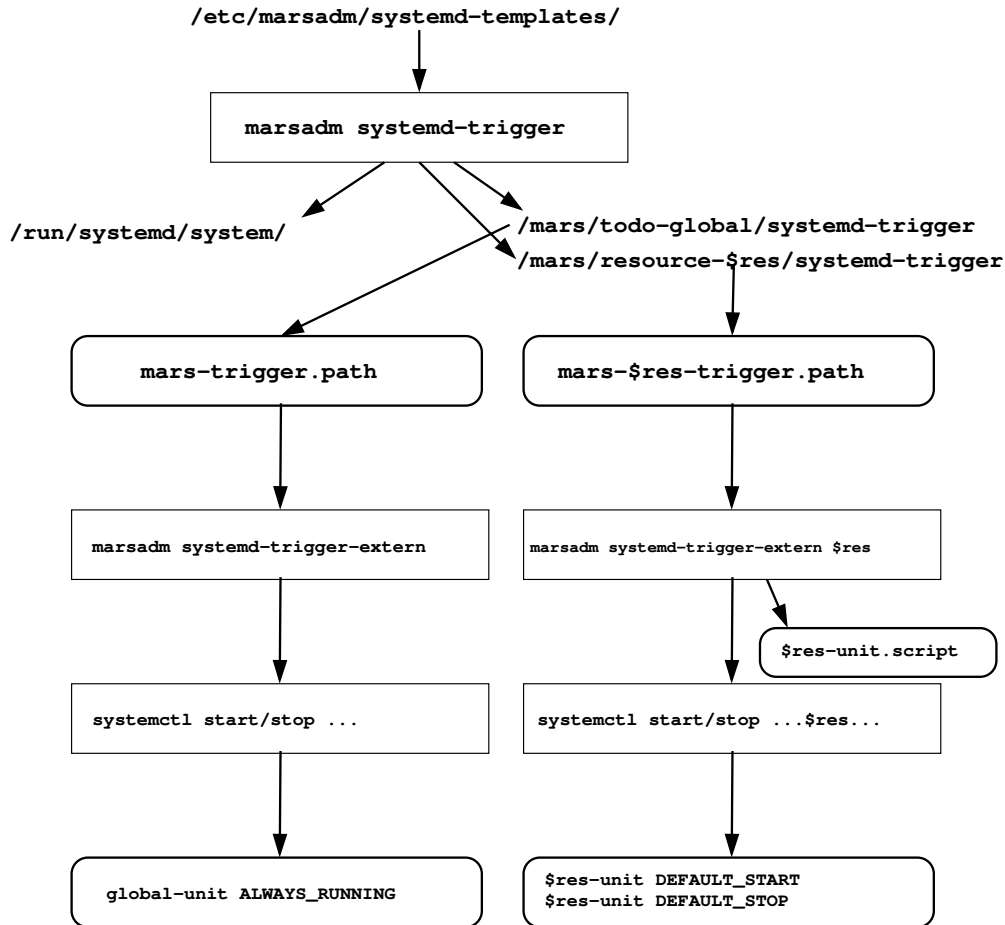 /etc/marsadm/systemd-templates/
marsadm systemd-trigger
/run/systemd/system/
/mars/todo-global/systemd-trigger
/mars/resource-$res/systemd-trigger
mars-trigger.path
mars-$res-trigger.path
marsadm systemd-trigger-extern
marsadm systemd-trigger-extern $res
$res-unit.script
systemctl start/stop ...
systemctl start/stop ...$res...
global-unit ALWAYS_RUNNING
$res-unit DEFAULT_START
$res-unit DEFAULT_STOP